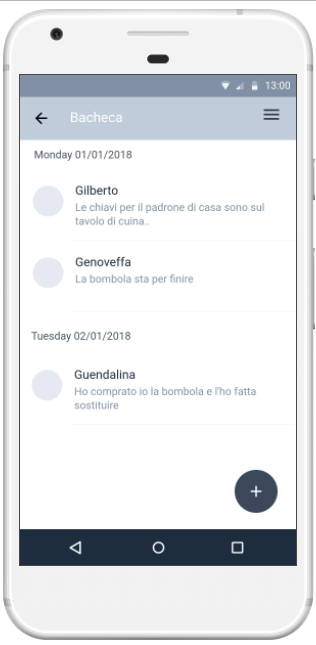 13:00
Bacheca
Monday 01/01/2018
Gilberto
Le chiavi per il padrone di casa sono sul
tavolo di cuina..
Genoveffa
La bombola sta per finire
Tuesday 02/01/2018
Guendalina
Ho comprato io la bombola e l'ho fatta
sostituire
+